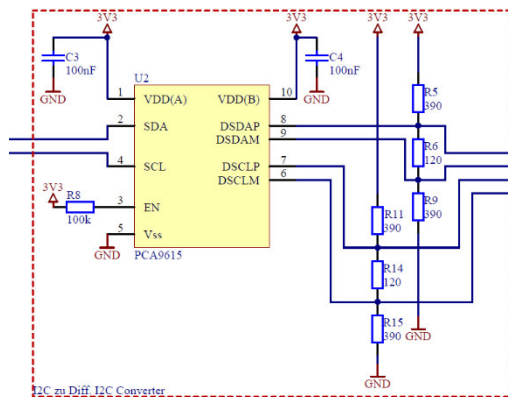 3V3
3V3
3V3
3V3
C3
100nF
GND
C4
100nF
GND
U2
1
VDD(A)
VDD(B)
10
2
SDA
DSDAP
8
DSDAM
9
4
SCL
DSCLP
7
DSCLM
6
3V3
R8
100k
3
EN
5
Vss
GND
PCA9615
R5
390
R6
120
R9
390
R11
390
R14
120
R15
390
GND
GND
I2C zu Diff. I2C Converter